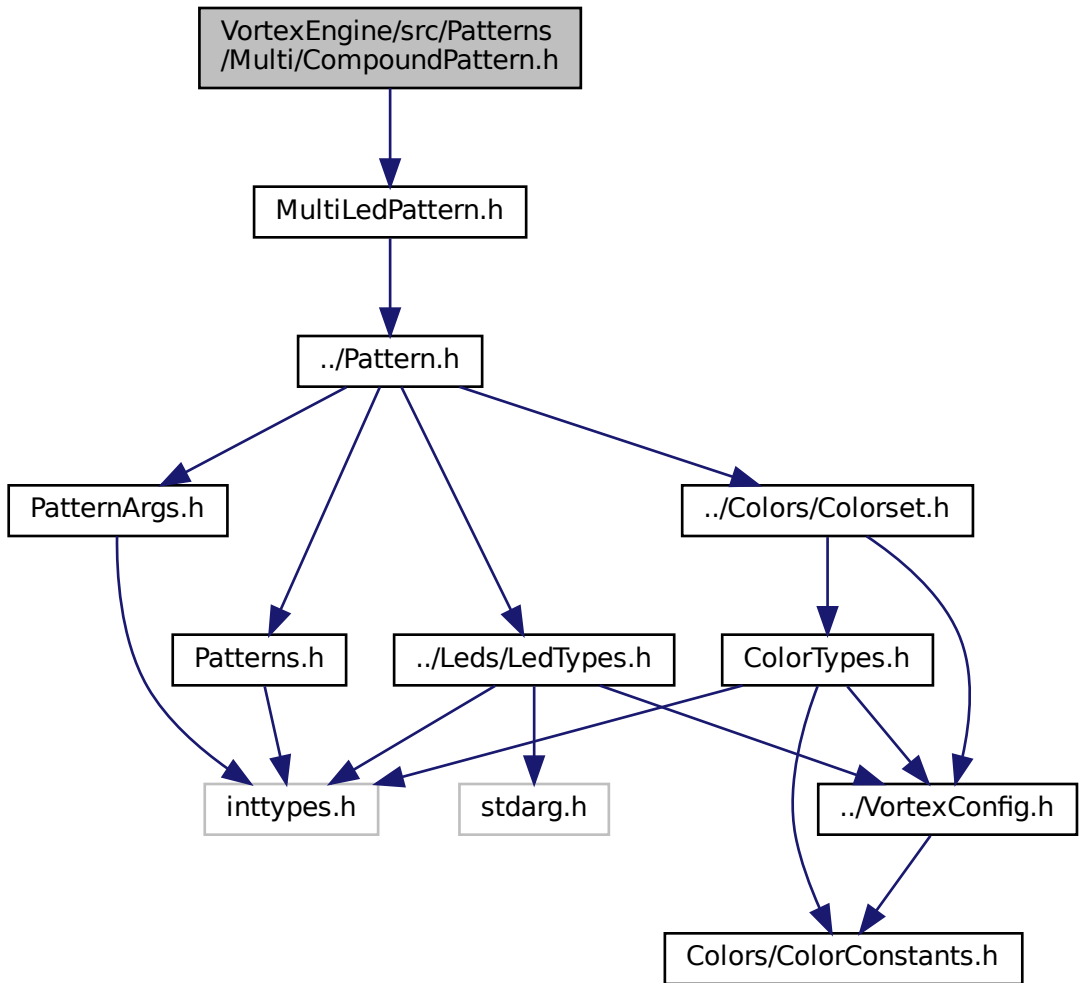 VortexEngine/src/Patterns
/Multi/CompoundPattern.h
MultiLedPattern.h
../Pattern.h
PatternArgs.h
../Colors/Colorset.h
Patterns.h
../Leds/LedTypes.h
ColorTypes.h
inttypes.h
stdarg.h
../VortexConfig.h
Colors/ColorConstants.h